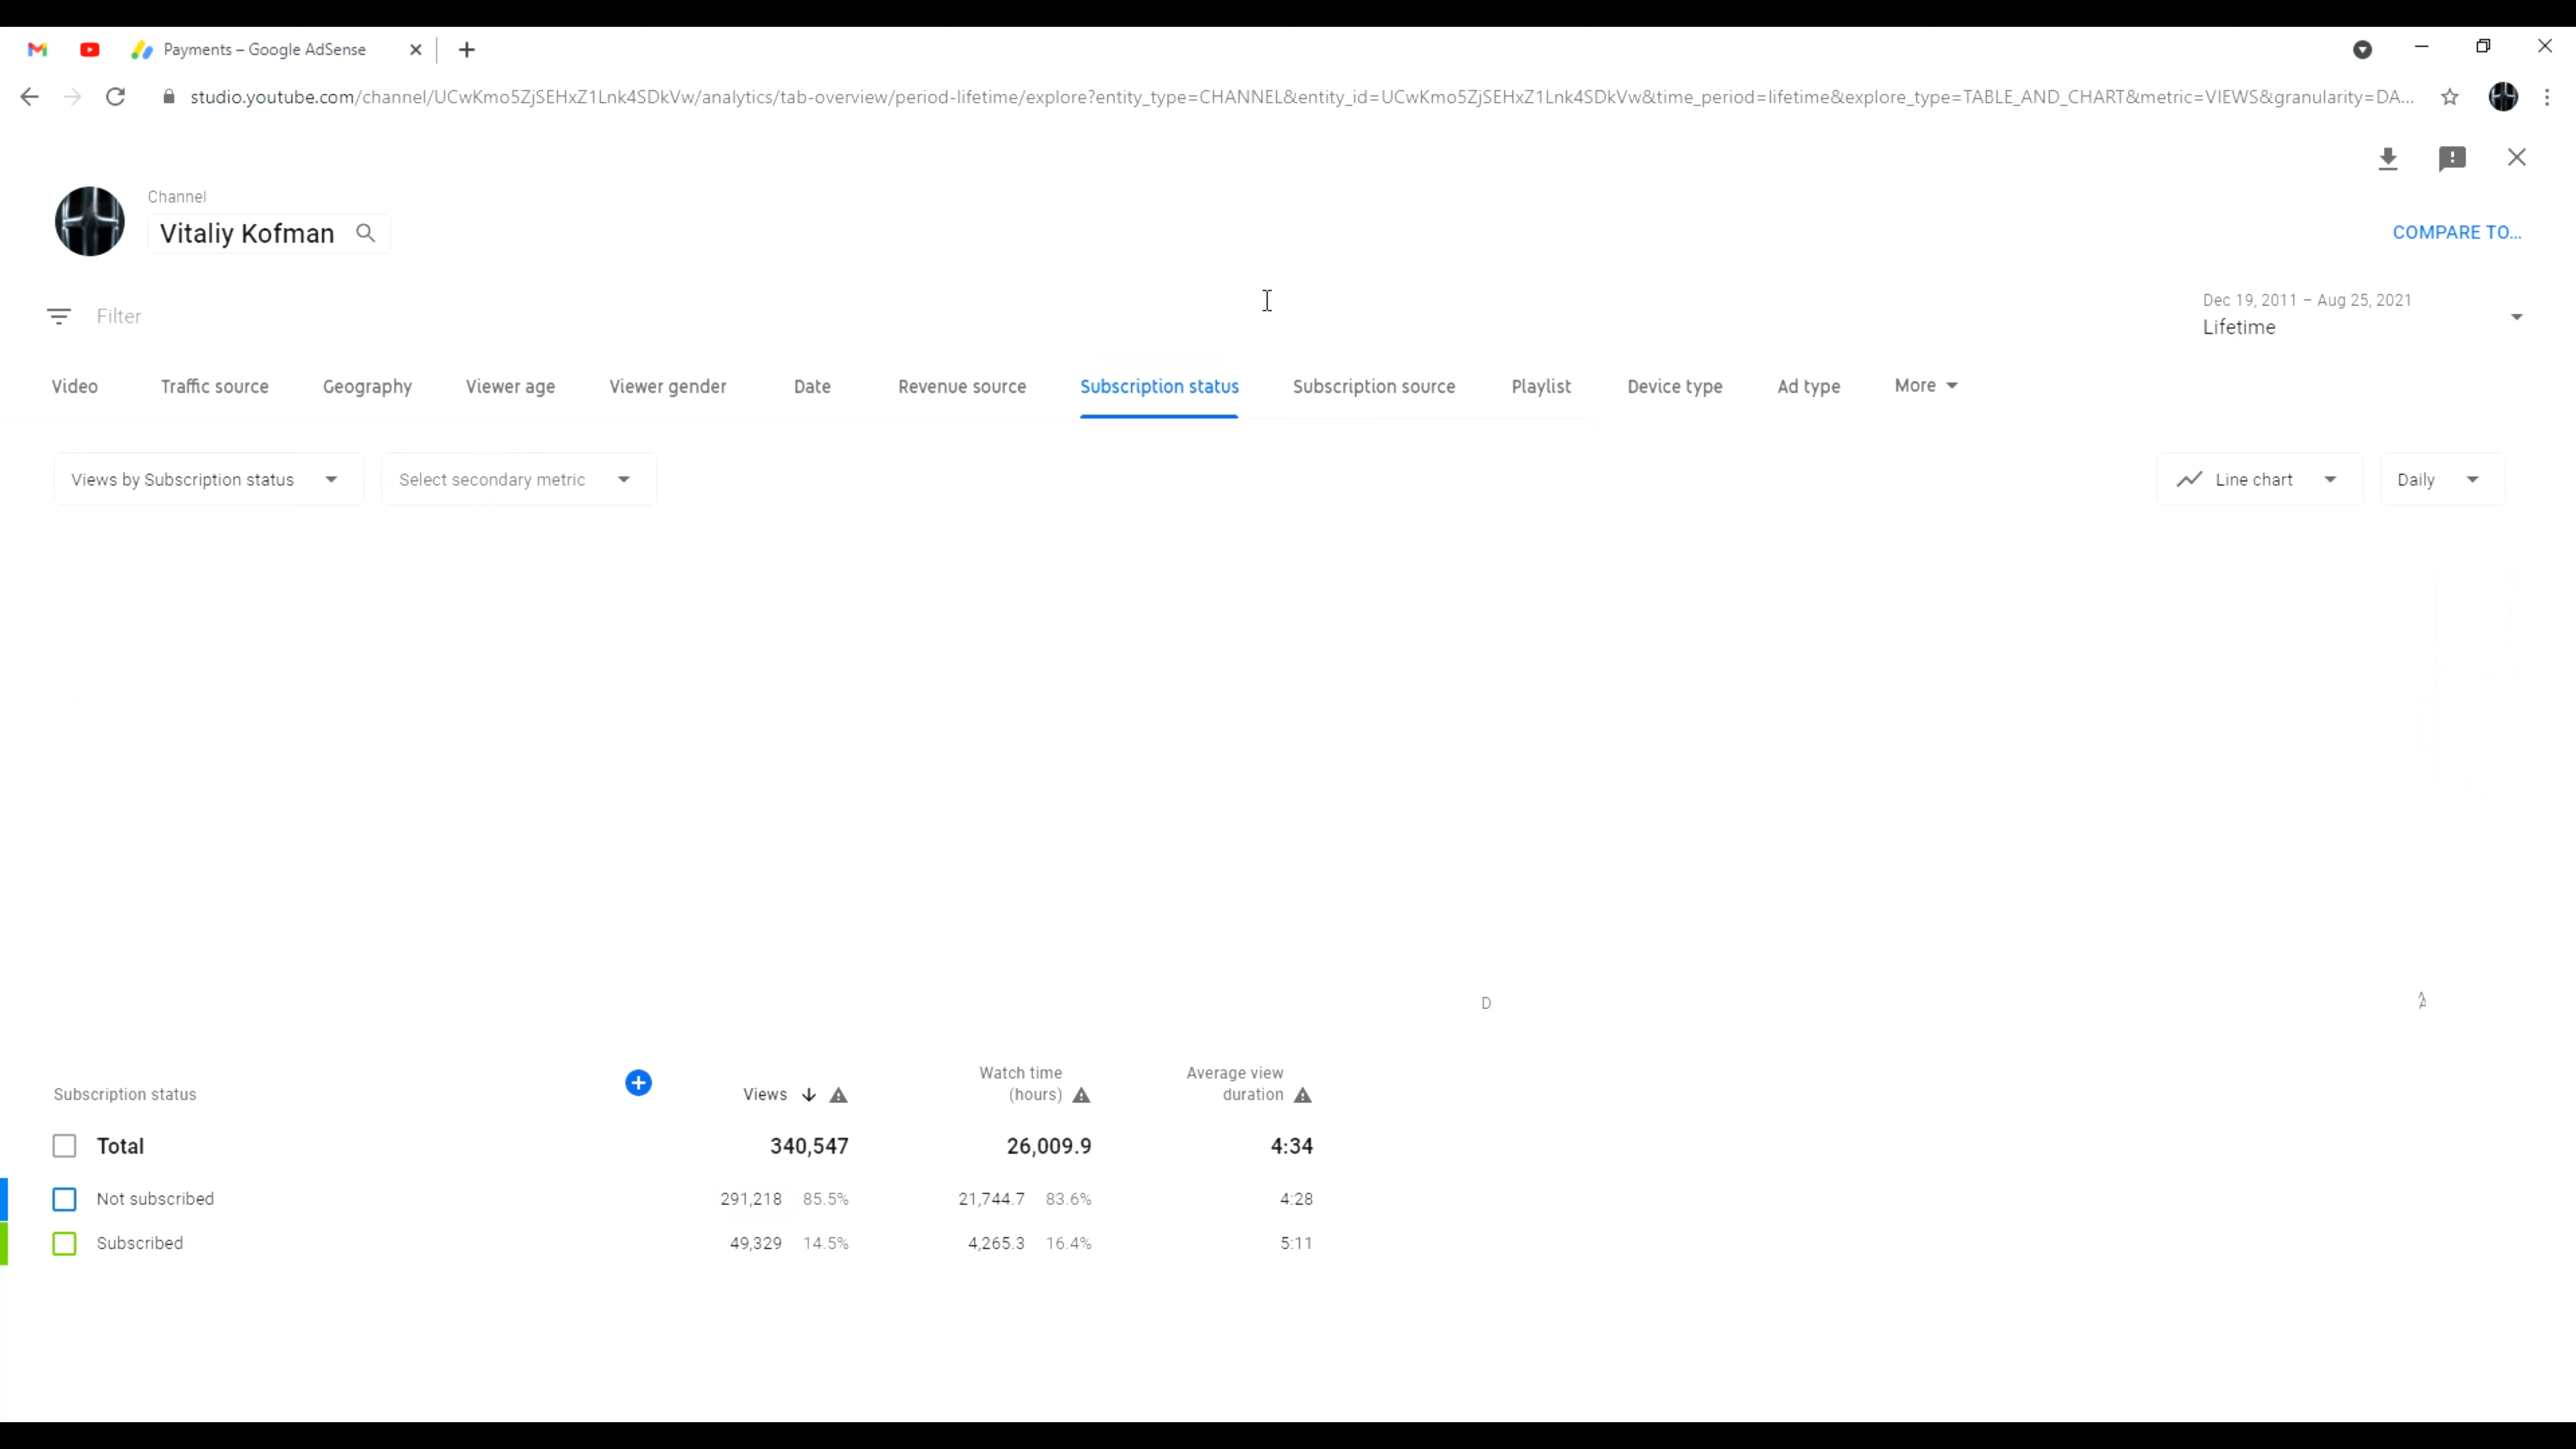 Payments – Google AdSense
studio.youtube.com/channel/UCwKmo5ZjSEHxZ1Lnk4SDkVw/analytics/tab-overview/period-lifetime/explore?entity_type=CHANNEL&entity_id=UCwKmo5ZjSEHxZ1Lnk4SDkVw&time_period=lifetime&explore_type=TABLE_AND_CHART&metric=VIEWS&granularity=DA...
Channel
Vitaliy Kofman
COMPARE TO...
Filter
Dec 19, 2011 – Aug 25, 2021
Lifetime
Video Traffic source Geography Viewer age Viewer gender Date Revenue source Subscription status Subscription source Playlist Device type Ad type More
Views by Subscription status Select secondary metric Line chart Daily
D
Subscription status Views Watch time (hours) Average view duration
Total 340,547 26,009.9 4:34
Not subscribed 291,218 85.5% 21,744.7 83.6% 4:28
Subscribed 49,329 14.5% 4,265.3 16.4% 5:11